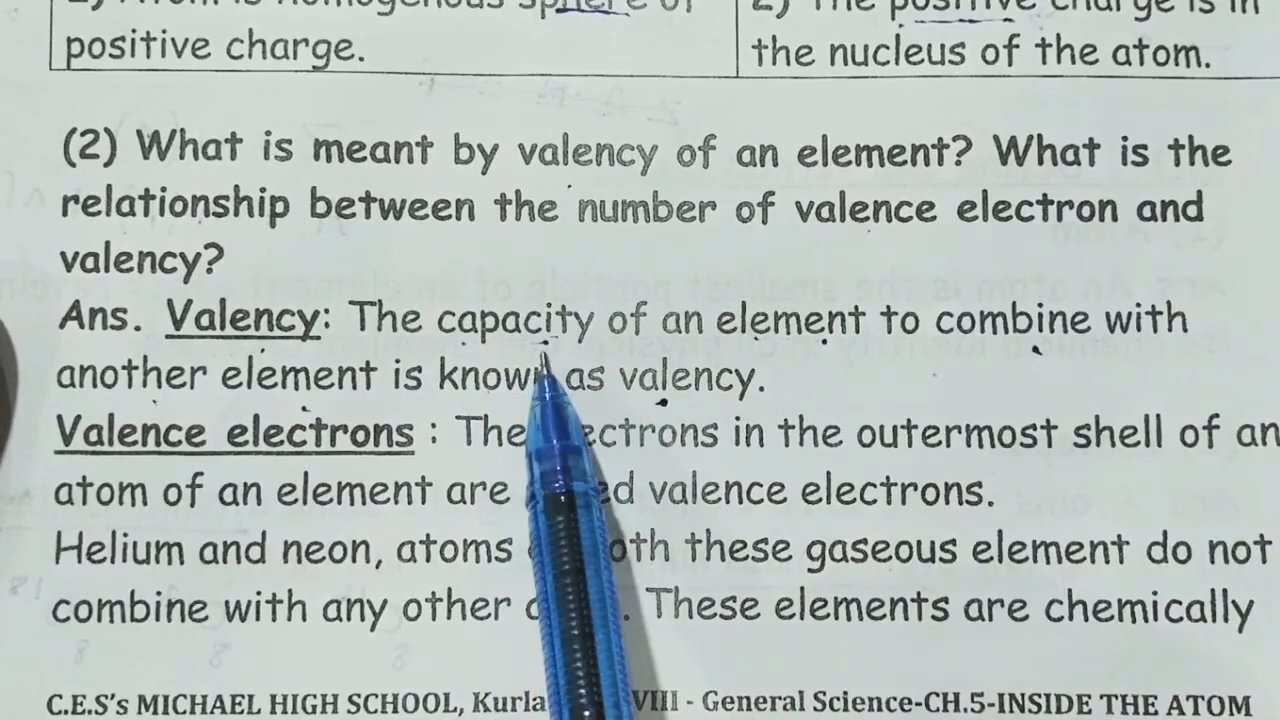 positive charge.
the nucleus of the atom.
(2) What is meant by valency of an element? What is the
relationship between the number of valence electron and
valency?
Ans. Valency: The capacity of an element to combine with
another element is known as valency.
Valence electrons : The electrons in the outermost shell of an
atom of an element are valence electrons.
Helium and neon, atoms these gaseous element do not
combine with any other These elements are chemically
C.E.S's MICHAEL HIGH SCHOOL, Kurla VIII - General Science-CH.5-INSIDE THE ATOM